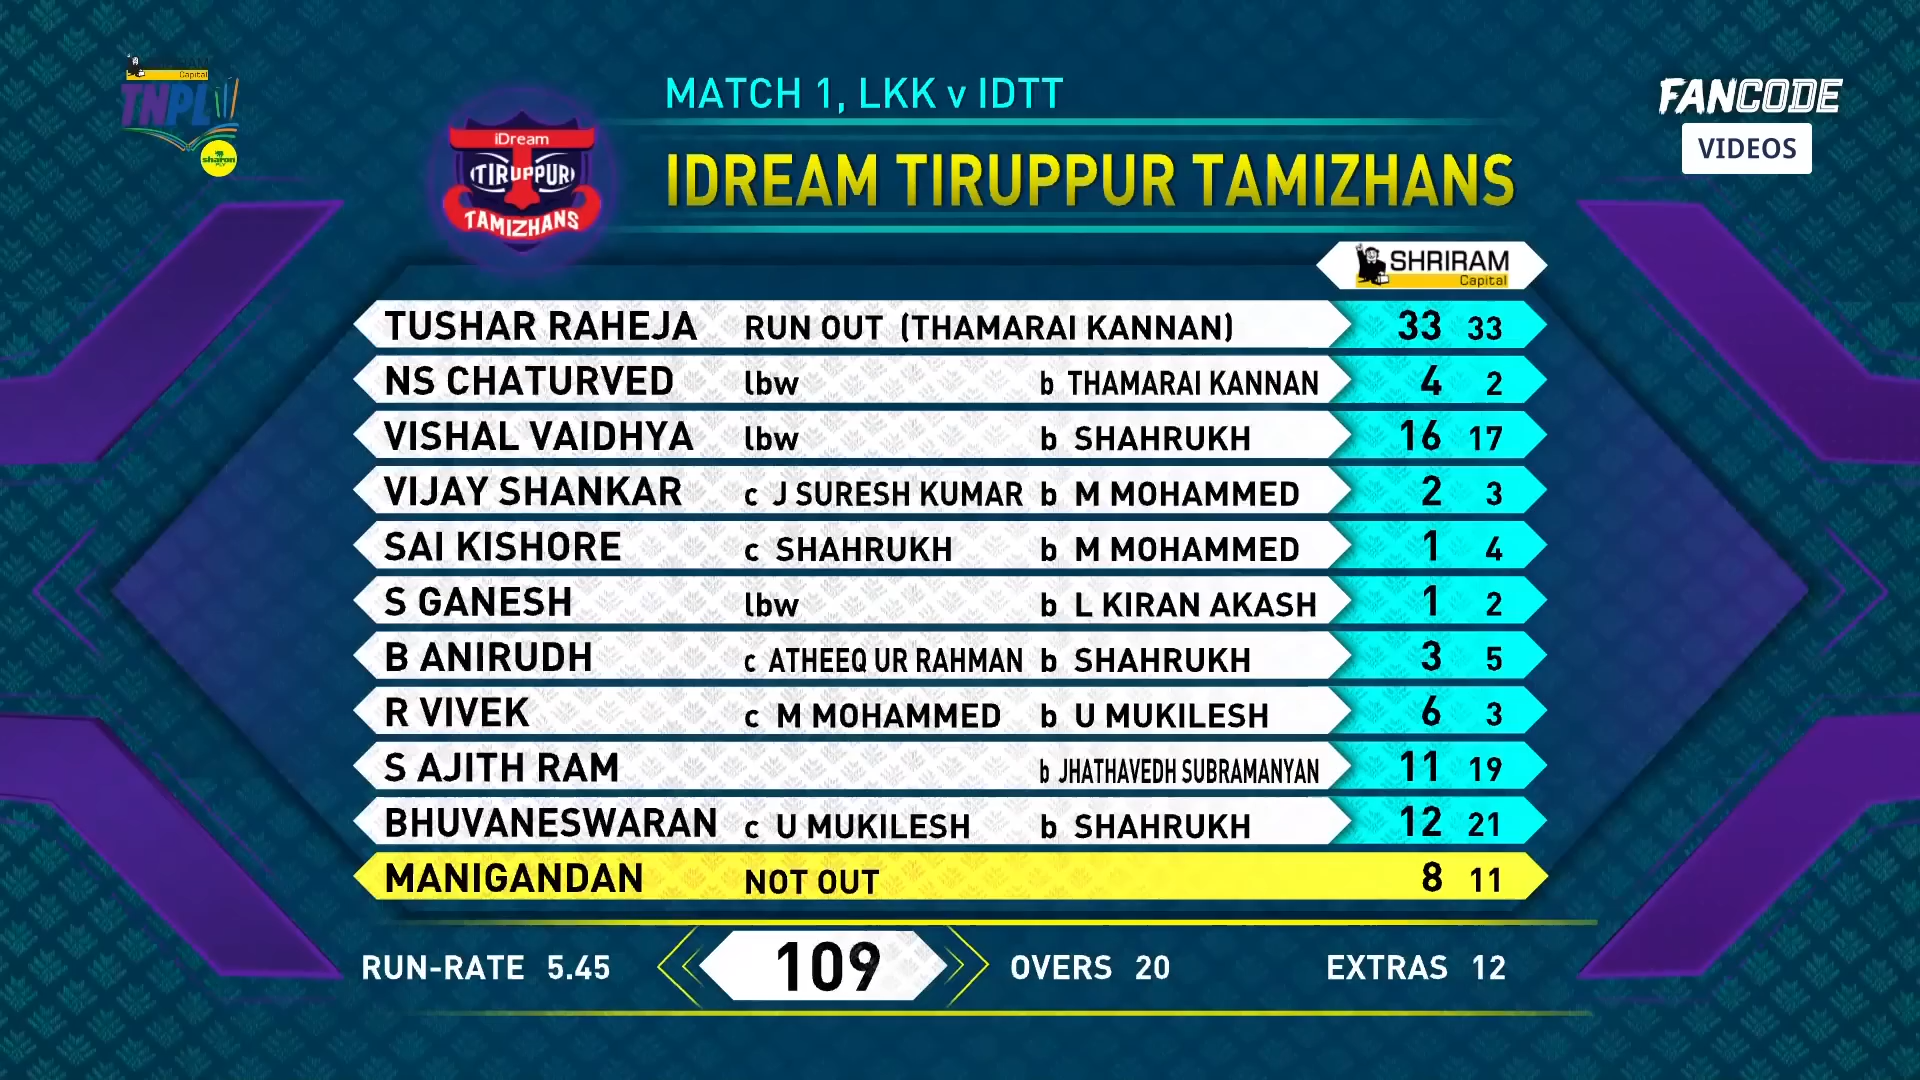 Capital
TNPL
sharon
PLY
MATCH 1, LKK v IDTT
FANCODE
VIDEOS
iDream
TIRUPPUR
TAMIZHANS
IDREAM TIRUPPUR TAMIZHANS
SHRIRAM
Capital
TUSHAR RAHEJA RUN OUT (THAMARAI KANNAN) 33 33
NS CHATURVED lbw b THAMARAI KANNAN 4 2
VISHAL VAIDHYA lbw b SHAHRUKH 16 17
VIJAY SHANKAR c J SURESH KUMAR b M MOHAMMED 2 3
SAI KISHORE c SHAHRUKH b M MOHAMMED 1 4
S GANESH lbw b L KIRAN AKASH 1 2
B ANIRUDH c ATHEEQ UR RAHMAN b SHAHRUKH 3 5
R VIVEK c M MOHAMMED b U MUKILESH 6 3
S AJITH RAM b JHATHAVEDH SUBRAMANYAN 11 19
BHUVANESWARAN c U MUKILESH b SHAHRUKH 12 21
MANIGANDAN NOT OUT 8 11
RUN-RATE 5.45 109 OVERS 20 EXTRAS 12